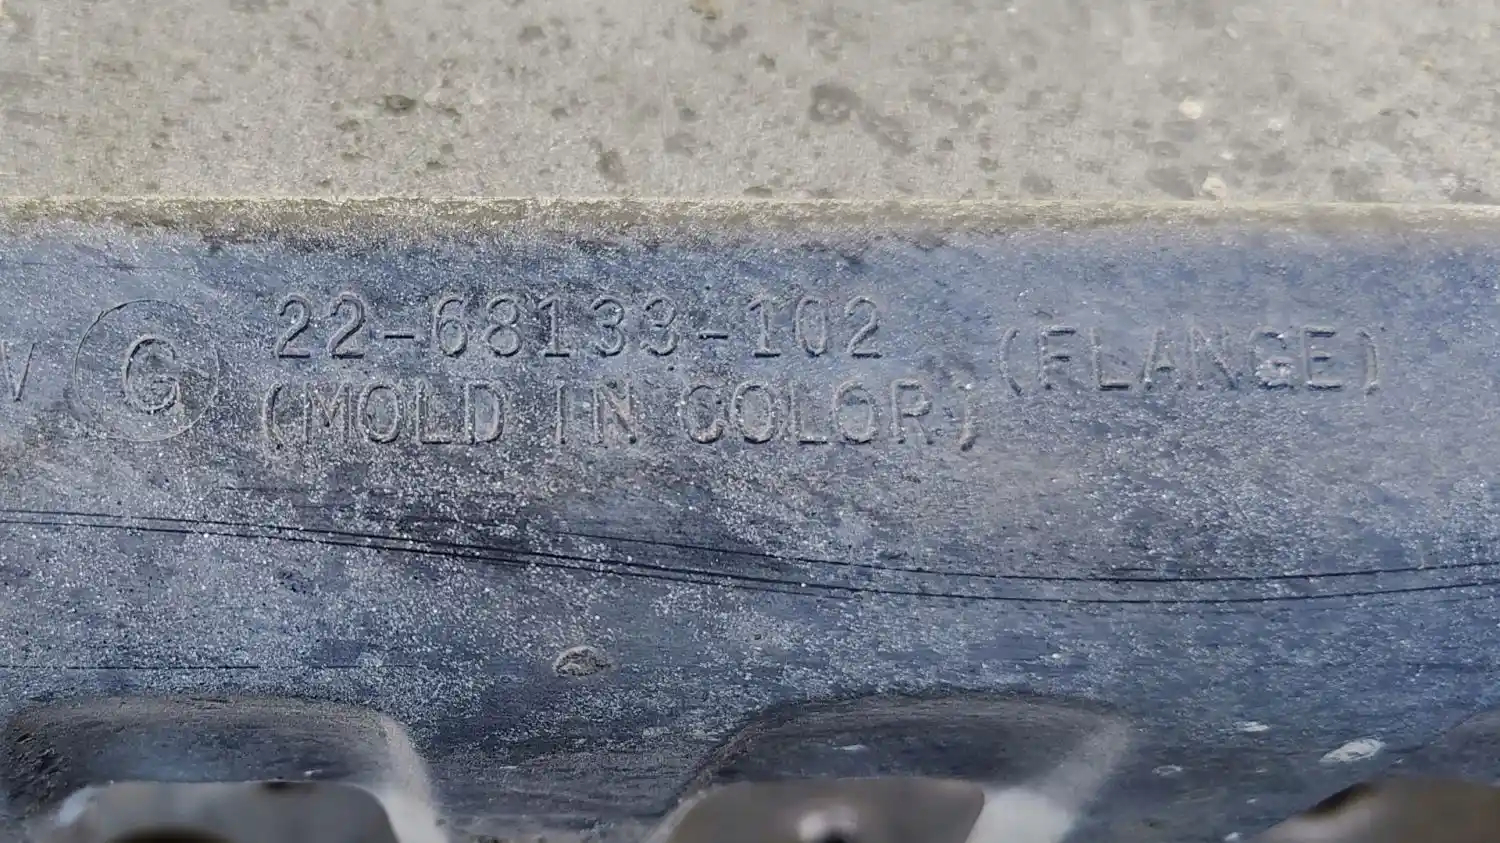 V G 22-68133-102 (FLANGE)
(MOLD IN COLOR)